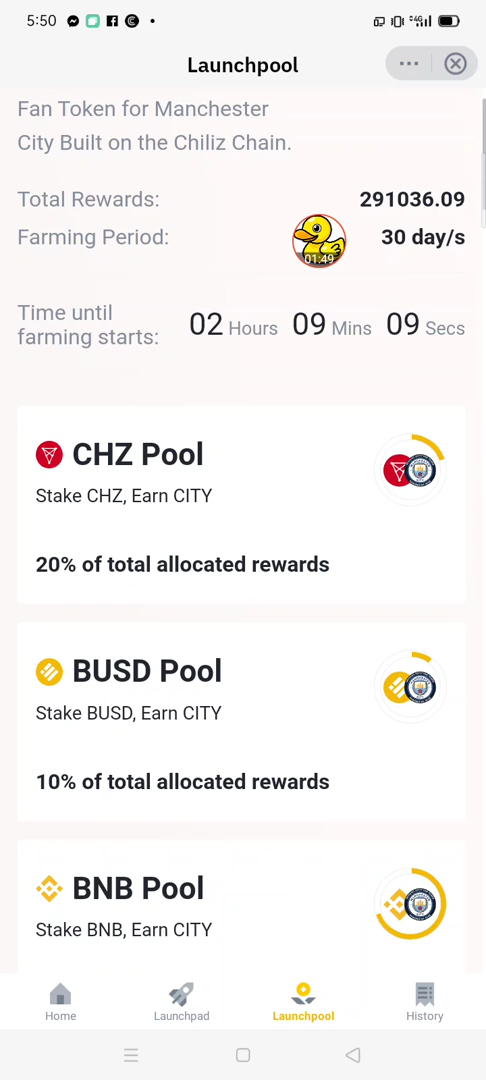 5:50
Launchpool
Fan Token for Manchester
City Built on the Chiliz Chain.
Total Rewards: 291036.09
Farming Period: 30 day/s
01:49
Time until
farming starts: 02 Hours 09 Mins 09 Secs
CHZ Pool
Stake CHZ, Earn CITY
20% of total allocated rewards
BUSD Pool
Stake BUSD, Earn CITY
10% of total allocated rewards
BNB Pool
Stake BNB, Earn CITY
Home Launchpad Launchpool History